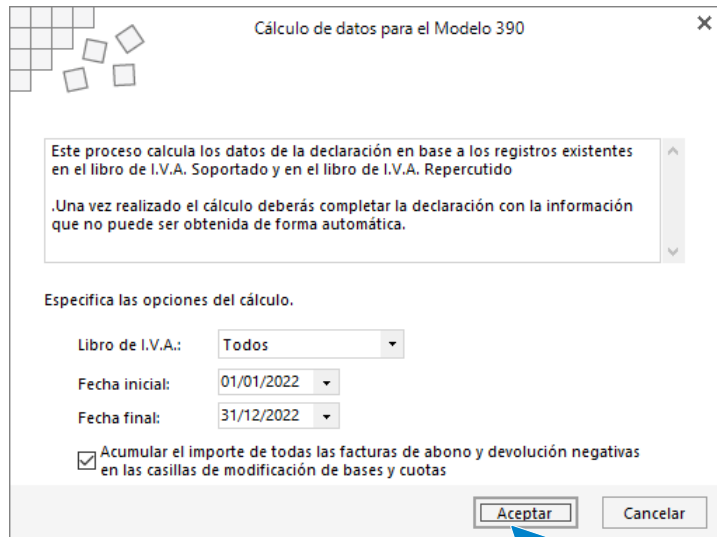 Cálculo de datos para el Modelo 390
Este proceso calcula los datos de la declaración en base a los registros existentes
en el libro de I.V.A. Soportado y en el libro de I.V.A. Repercutido
.Una vez realizado el cálculo deberás completar la declaración con la información
que no puede ser obtenida de forma automática.
Especifica las opciones del cálculo.
Libro de I.V.A.: Todos
Fecha inicial: 01/01/2022
Fecha final: 31/12/2022
Acumular el importe de todas las facturas de abono y devolución negativas
en las casillas de modificación de bases y cuotas
Aceptar Cancelar